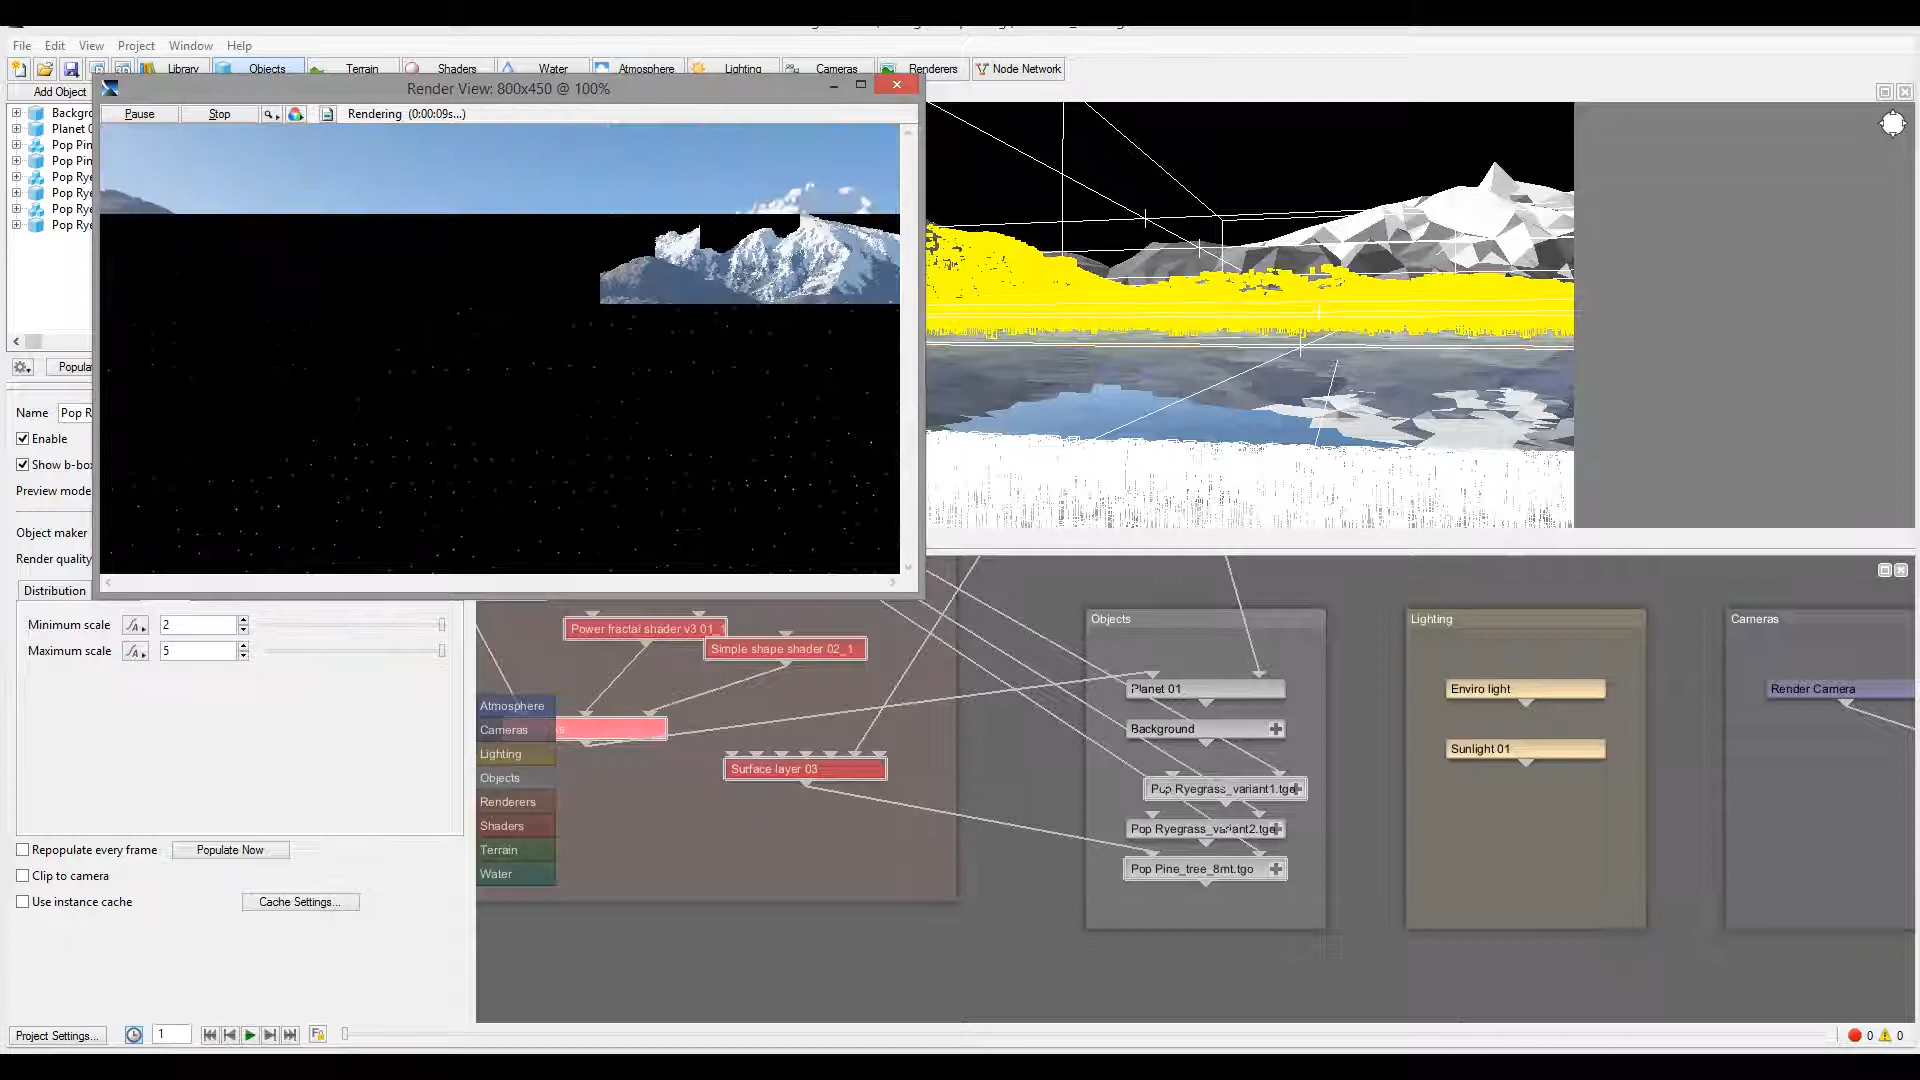 File Edit View Project Window Help
Library Objects Terrain Shaders Water Atmosphere Lighting Cameras Renderers Node Network
Add Object
Render View: 800x450 @ 100%
Pause Stop Rendering (0:00:09s...)
Backgro
Planet 0
Pop Pin
Pop Pin
Pop Rye
Pop Rye
Pop Rye
Pop Rye
Popula
Name Pop R
Enable
Show b-box
Preview mode
Object maker
Render quality
Distribution
Minimum scale 2
Maximum scale 5
Repopulate every frame Populate Now
Clip to camera
Use instance cache Cache Settings...
Power fractal shader v3 01_1
Simple shape shader 02_1
Surface layer 03
Atmosphere
Cameras
Lighting
Objects
Renderers
Shaders
Terrain
Water
Objects
Planet 01
Background
Pop Ryegrass_variant1.tgo
Pop Ryegrass_variant2.tgo
Pop Pine_tree_8mt.tgo
Lighting
Enviro light
Sunlight 01
Cameras
Render Camera
Project Settings... 1 0 0